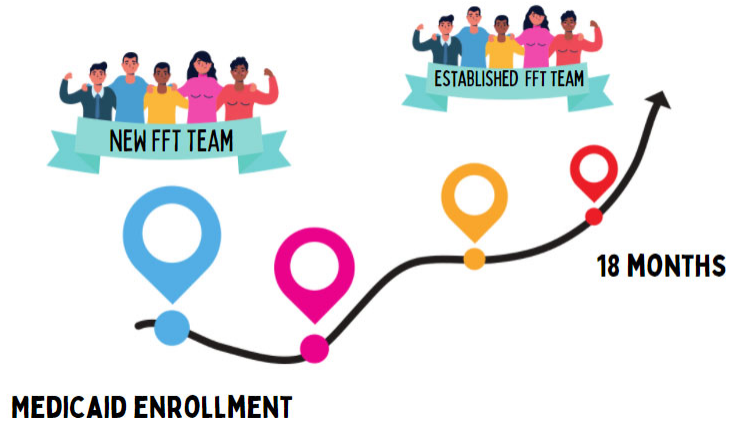 ESTABLISHED FFT TEAM
NEW FFT TEAM
18 MONTHS
MEDICAID ENROLLMENT